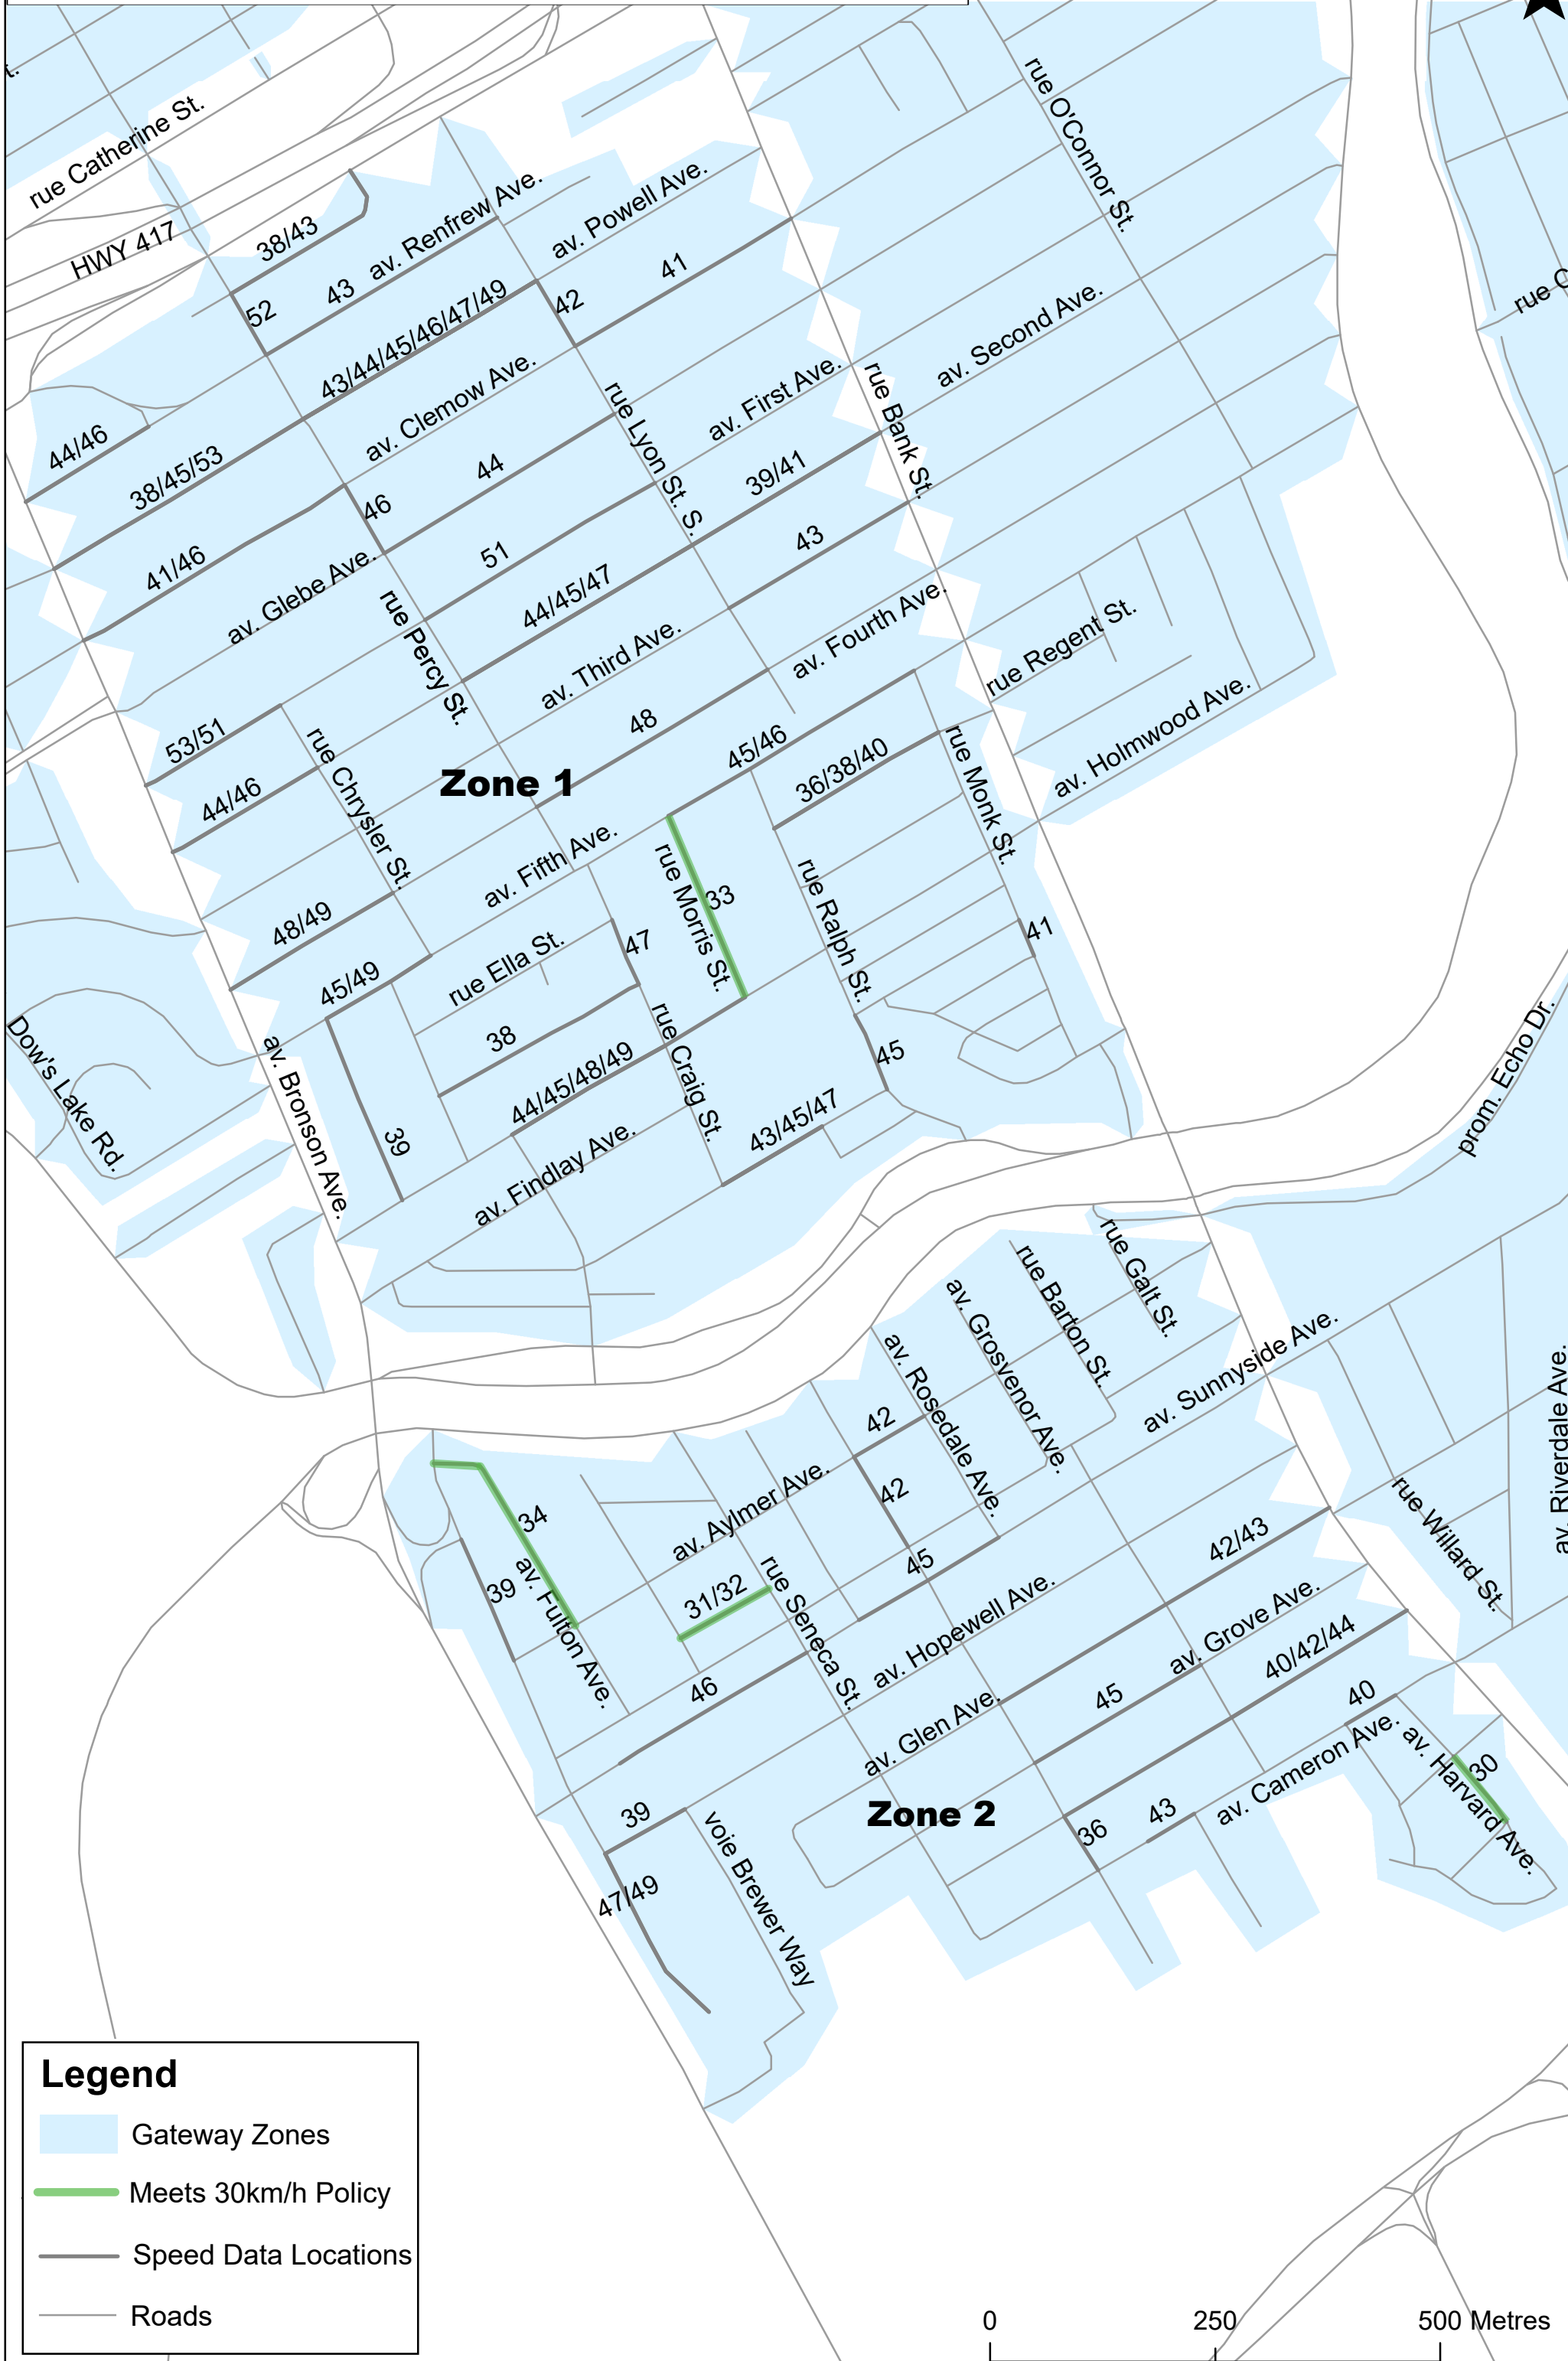 t.
rue Catherine St.
HWY 417
38/43
av. Renfrew Ave.
av. Powell Ave.
rue O'Connor St.
52
43
43/44/45/46/47/49
42
41
rue C
44/46
38/45/53
av. Clemow Ave.
rue Lyon St. S.
av. First Ave.
rue Bank St.
av. Second Ave.
41/46
46
44
39/41
av. Glebe Ave.
51
44/45/47
43
rue Percy St.
av. Third Ave.
av. Fourth Ave.
rue Regent St.
53/51
rue Chrysler St.
48
45/46
36/38/40
rue Monk St.
av. Holmwood Ave.
44/46
Zone 1
av. Fifth Ave.
rue Morris St.
33
rue Ralph St.
48/49
45/49
rue Ella St.
47
41
Dow's Lake Rd.
av. Bronson Ave.
38
rue Craig St.
45
prom. Echo Dr.
39
44/45/48/49
43/45/47
av. Findlay Ave.
rue Galt St.
rue Barton St.
av. Grosvenor Ave.
av. Rosedale Ave.
av. Sunnyside Ave.
av. Riverdale Ave.
42
42
av. Aylmer Ave.
34
39
av. Fulton Ave.
31/32
rue Seneca St.
45
42/43
rue Willard St.
av. Hopewell Ave.
av. Grove Ave.
46
45
40/42/44
av. Glen Ave.
40
av. Cameron Ave.
av. Harvard Ave.
30
39
Zone 2
36
43
voie Brewer Way
47/49
Legend
Gateway Zones
Meets 30km/h Policy
Speed Data Locations
Roads
0 250 500 Metres